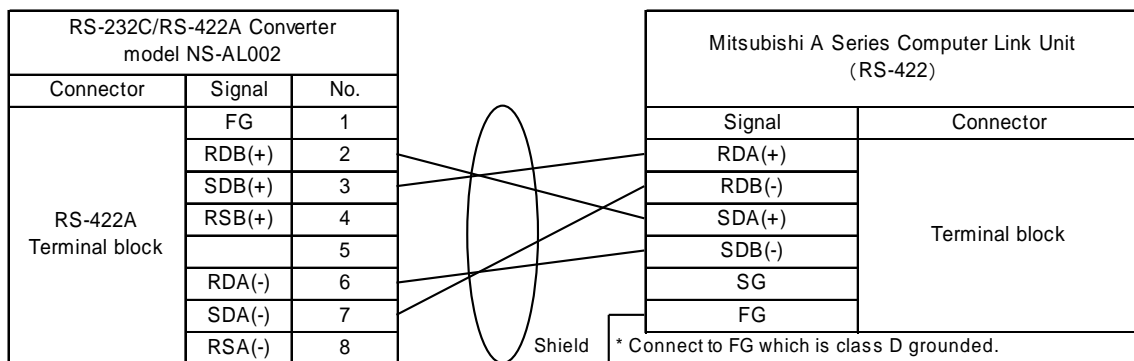 RS-232C/RS-422A Converter
model NS-AL002
Connector Signal No.
FG 1
RDB(+) 2
SDB(+) 3
RSB(+) 4
5
RDA(-) 6
SDA(-) 7
RSA(-) 8
RS-422A
Terminal block
Shield
Mitsubishi A Series Computer Link Unit
(RS-422)
Signal Connector
RDA(+)
RDB(-)
SDA(+)
SDB(-)
SG
FG
Terminal block
* Connect to FG which is class D grounded.